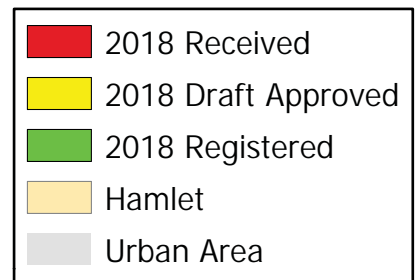 2018 Received
2018 Draft Approved
2018 Registered
Hamlet
Urban Area